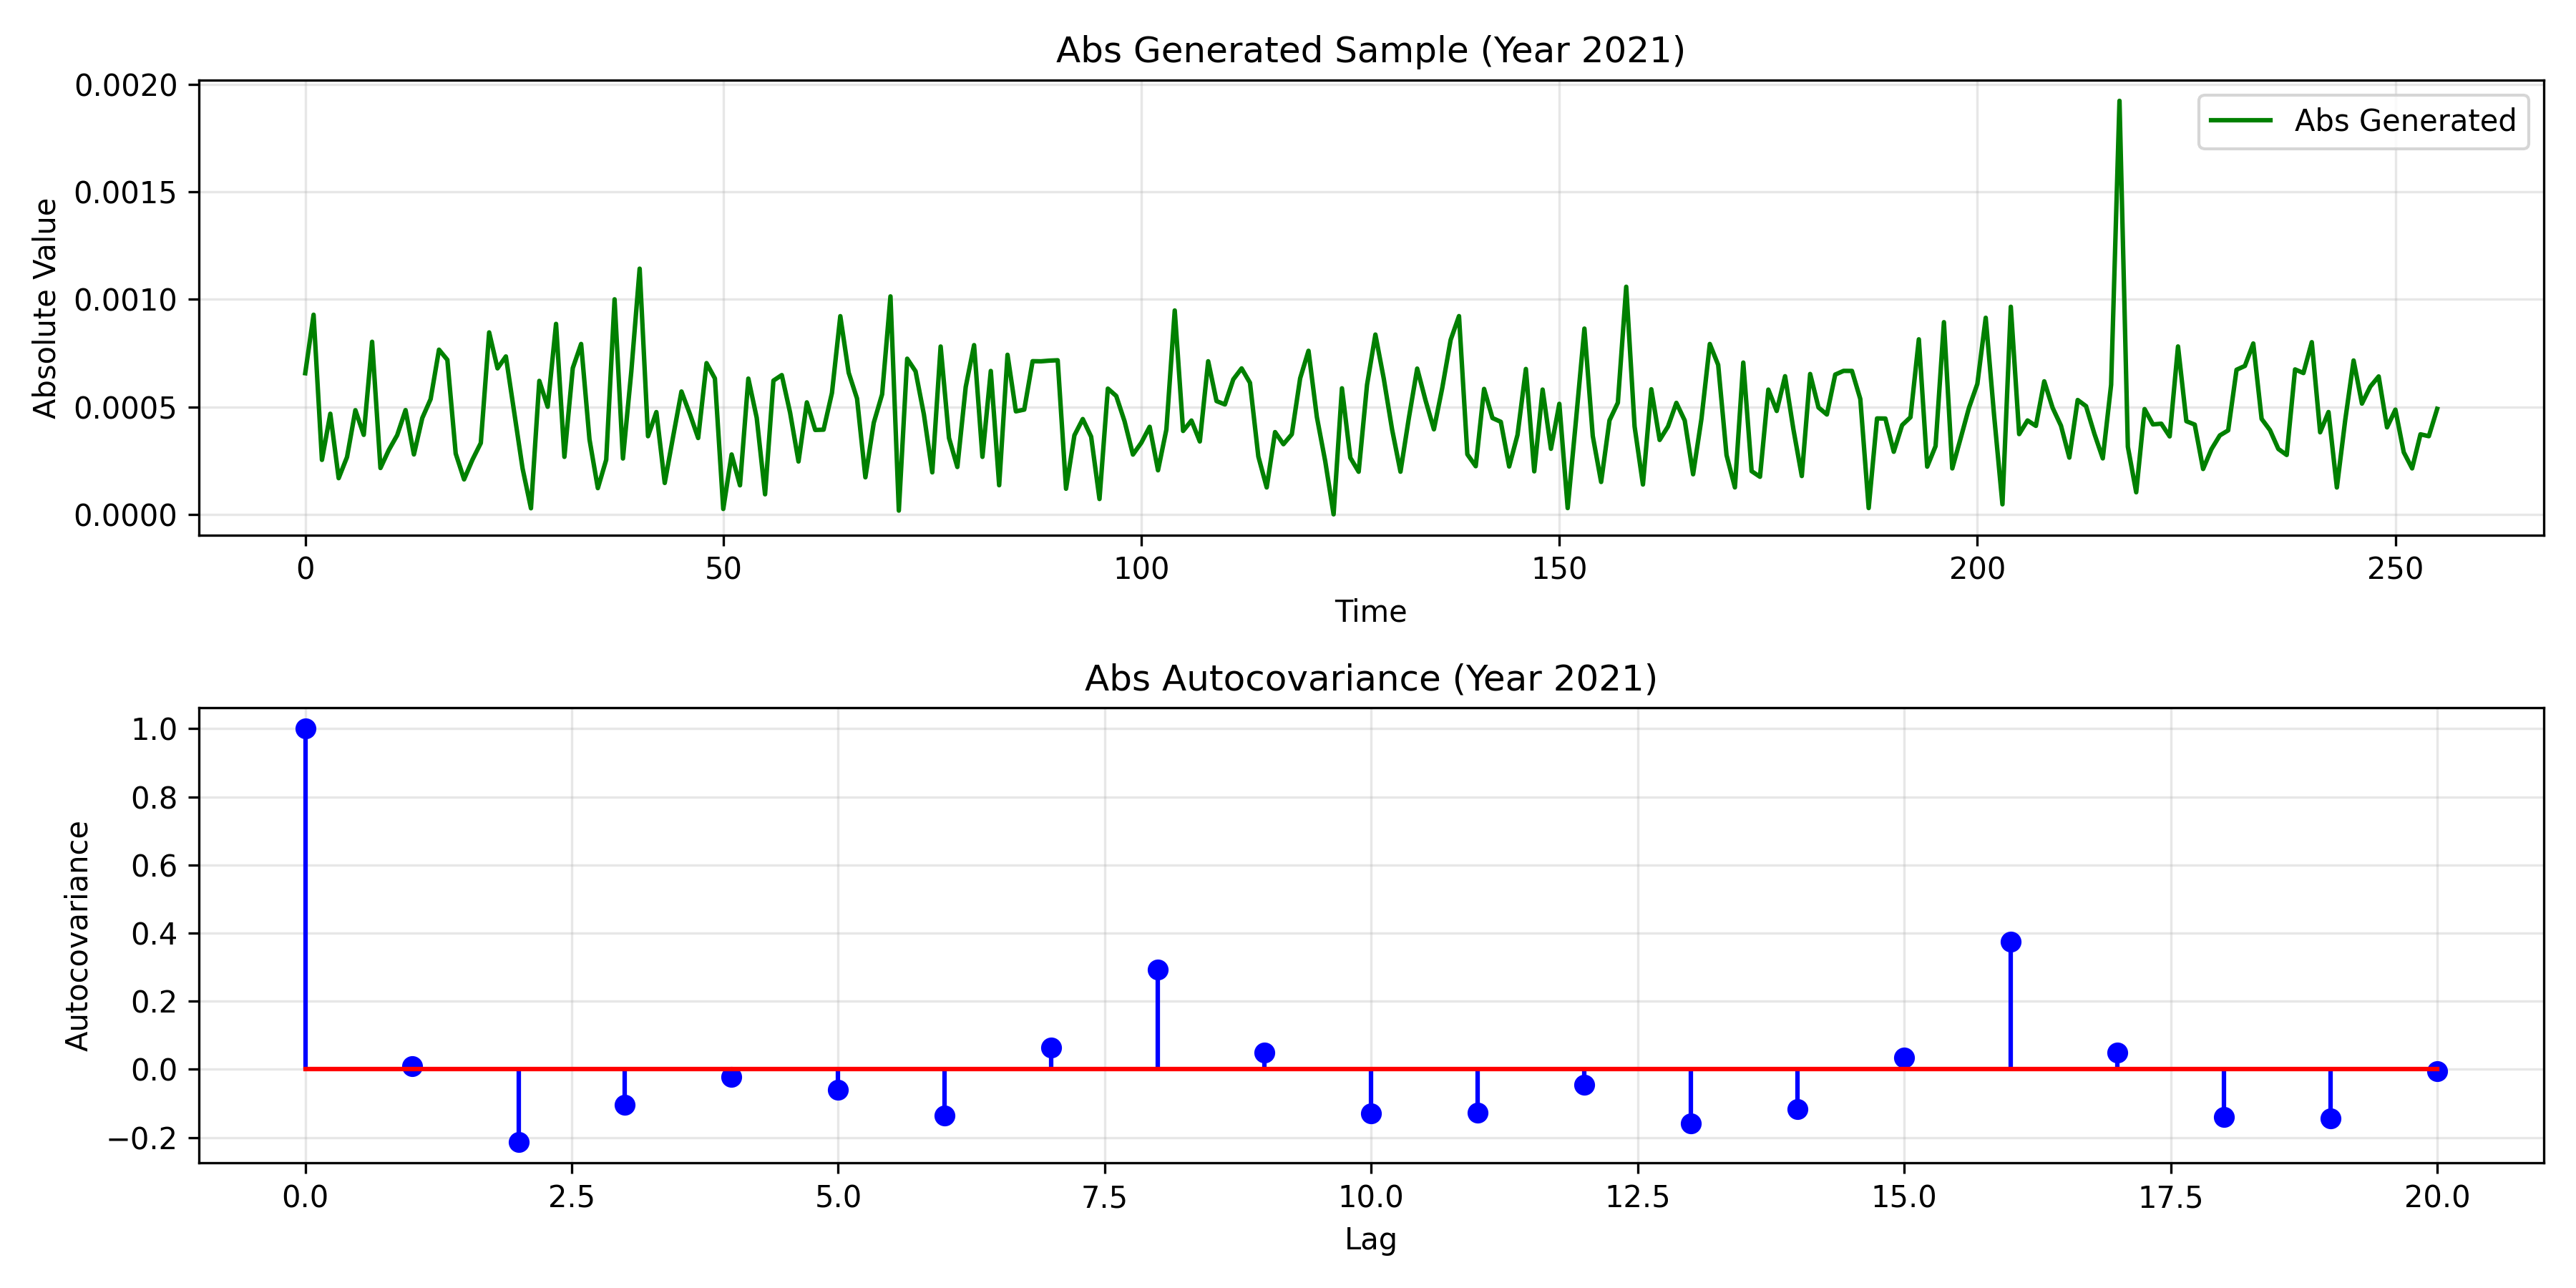 Abs Generated Sample (Year 2021)
0.0020
0.0015
0.0010
0.0005
0.0000
Absolute Value
Abs Generated
0 50 100 150 200 250
Time
Abs Autocovariance (Year 2021)
1.0
0.8
0.6
0.4
0.2
0.0
−0.2
Autocovariance
0.0 2.5 5.0 7.5 10.0 12.5 15.0 17.5 20.0
Lag